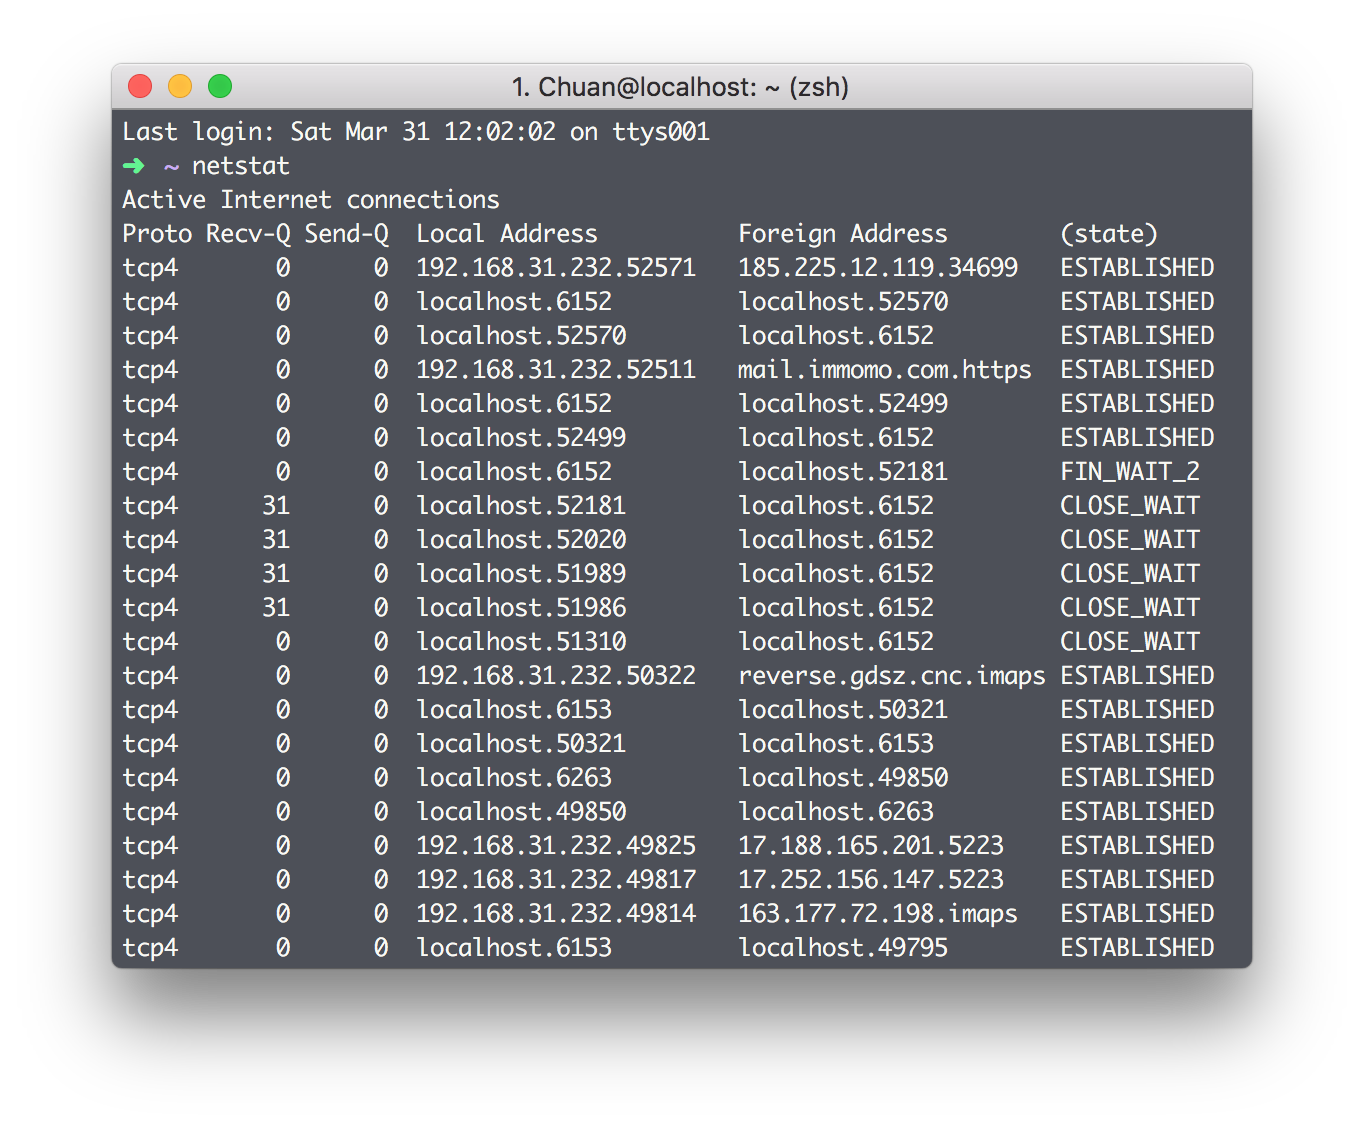 1. Chuan@localhost: ~ (zsh)
Last login: Sat Mar 31 12:02:02 on ttys001
➜ ~ netstat
Active Internet connections
Proto Recv-Q Send-Q Local Address Foreign Address (state)
tcp4 0 0 192.168.31.232.52571 185.225.12.119.34699 ESTABLISHED
tcp4 0 0 localhost.6152 localhost.52570 ESTABLISHED
tcp4 0 0 localhost.52570 localhost.6152 ESTABLISHED
tcp4 0 0 192.168.31.232.52511 mail.immomo.com.https ESTABLISHED
tcp4 0 0 localhost.6152 localhost.52499 ESTABLISHED
tcp4 0 0 localhost.52499 localhost.6152 ESTABLISHED
tcp4 0 0 localhost.6152 localhost.52181 FIN_WAIT_2
tcp4 31 0 localhost.52181 localhost.6152 CLOSE_WAIT
tcp4 31 0 localhost.52020 localhost.6152 CLOSE_WAIT
tcp4 31 0 localhost.51989 localhost.6152 CLOSE_WAIT
tcp4 31 0 localhost.51986 localhost.6152 CLOSE_WAIT
tcp4 0 0 localhost.51310 localhost.6152 CLOSE_WAIT
tcp4 0 0 192.168.31.232.50322 reverse.gdsz.cnc.imaps ESTABLISHED
tcp4 0 0 localhost.6153 localhost.50321 ESTABLISHED
tcp4 0 0 localhost.50321 localhost.6153 ESTABLISHED
tcp4 0 0 localhost.6263 localhost.49850 ESTABLISHED
tcp4 0 0 localhost.49850 localhost.6263 ESTABLISHED
tcp4 0 0 192.168.31.232.49825 17.188.165.201.5223 ESTABLISHED
tcp4 0 0 192.168.31.232.49817 17.252.156.147.5223 ESTABLISHED
tcp4 0 0 192.168.31.232.49814 163.177.72.198.imaps ESTABLISHED
tcp4 0 0 localhost.6153 localhost.49795 ESTABLISHED